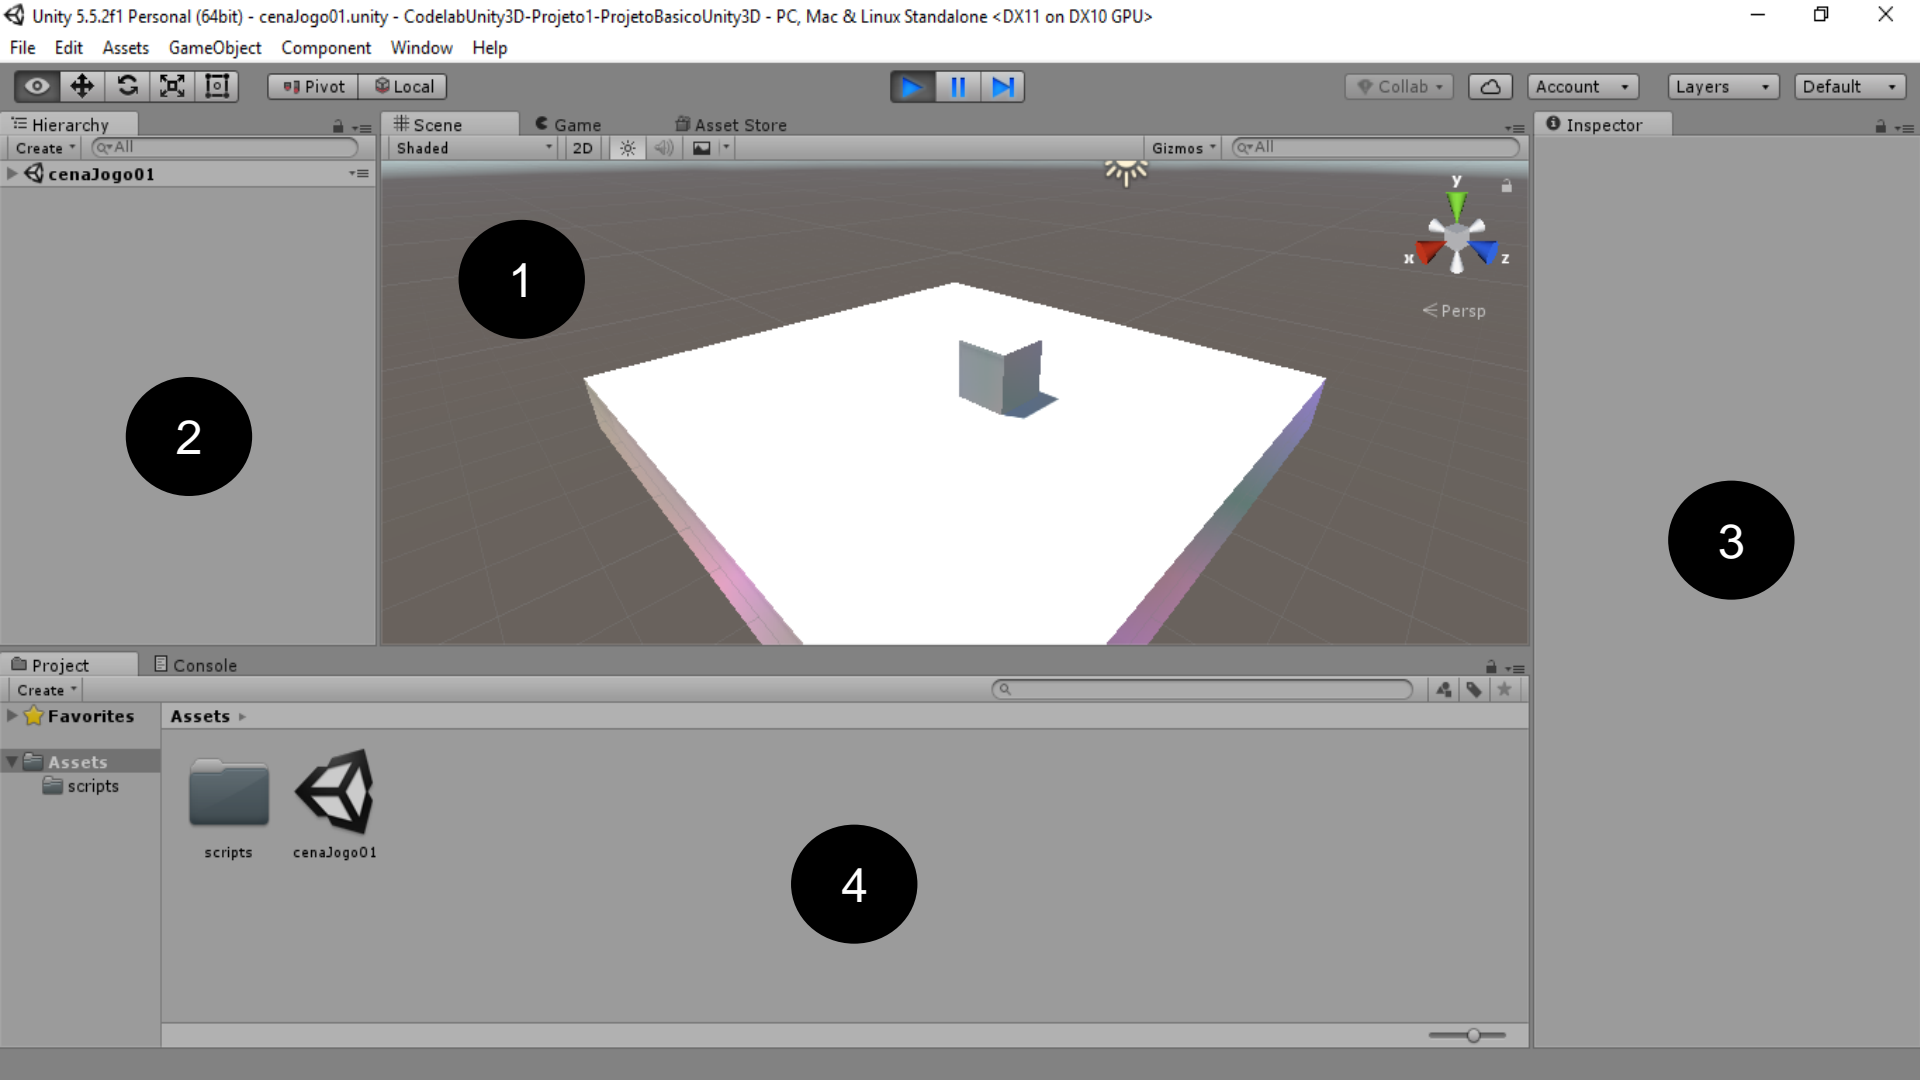 Unity 5.5.2f1 Personal (64bit) - cenaJogo01.unity - CodelabUnity3D-Projeto1-ProjetoBasicoUnity3D - PC, Mac & Linux Standalone <DX11 on DX10 GPU>
File Edit Assets GameObject Component Window Help
Pivot Local Collab Account Layers Default
Hierarchy
Create All
cenaJogo01
Scene Game Asset Store
Shaded 2D Gizmos All
y
x z
Persp
1
2
Inspector
3
Project Console
Create
Favorites
Assets
scripts
Assets
scripts cenaJogo01
4